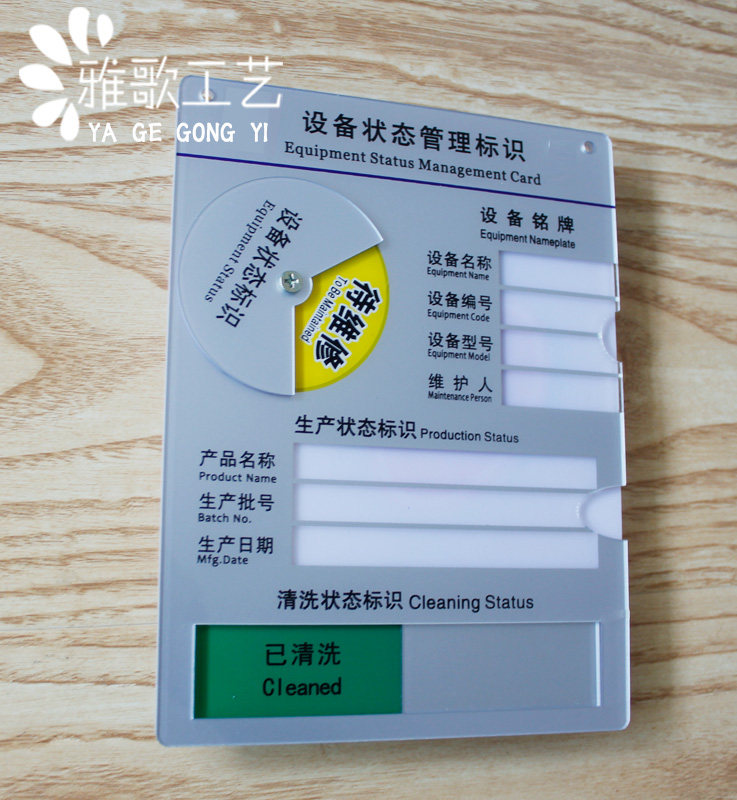 雅歌工艺
YA GE GONG YI
设备状态管理标识
Equipment Status Management Card
设备状态标识
Equipment Status
待维修
To Be Maintained
设备铭牌
Equipment Nameplate
设备名称
Equipment Name
设备编号
Equipment Code
设备型号
Equipment Model
维护人
Maintenance Person
生产状态标识 Production Status
产品名称
Product Name
生产批号
Batch No.
生产日期
Mfg.Date
清洗状态标识 Cleaning Status
已清洗
Cleaned